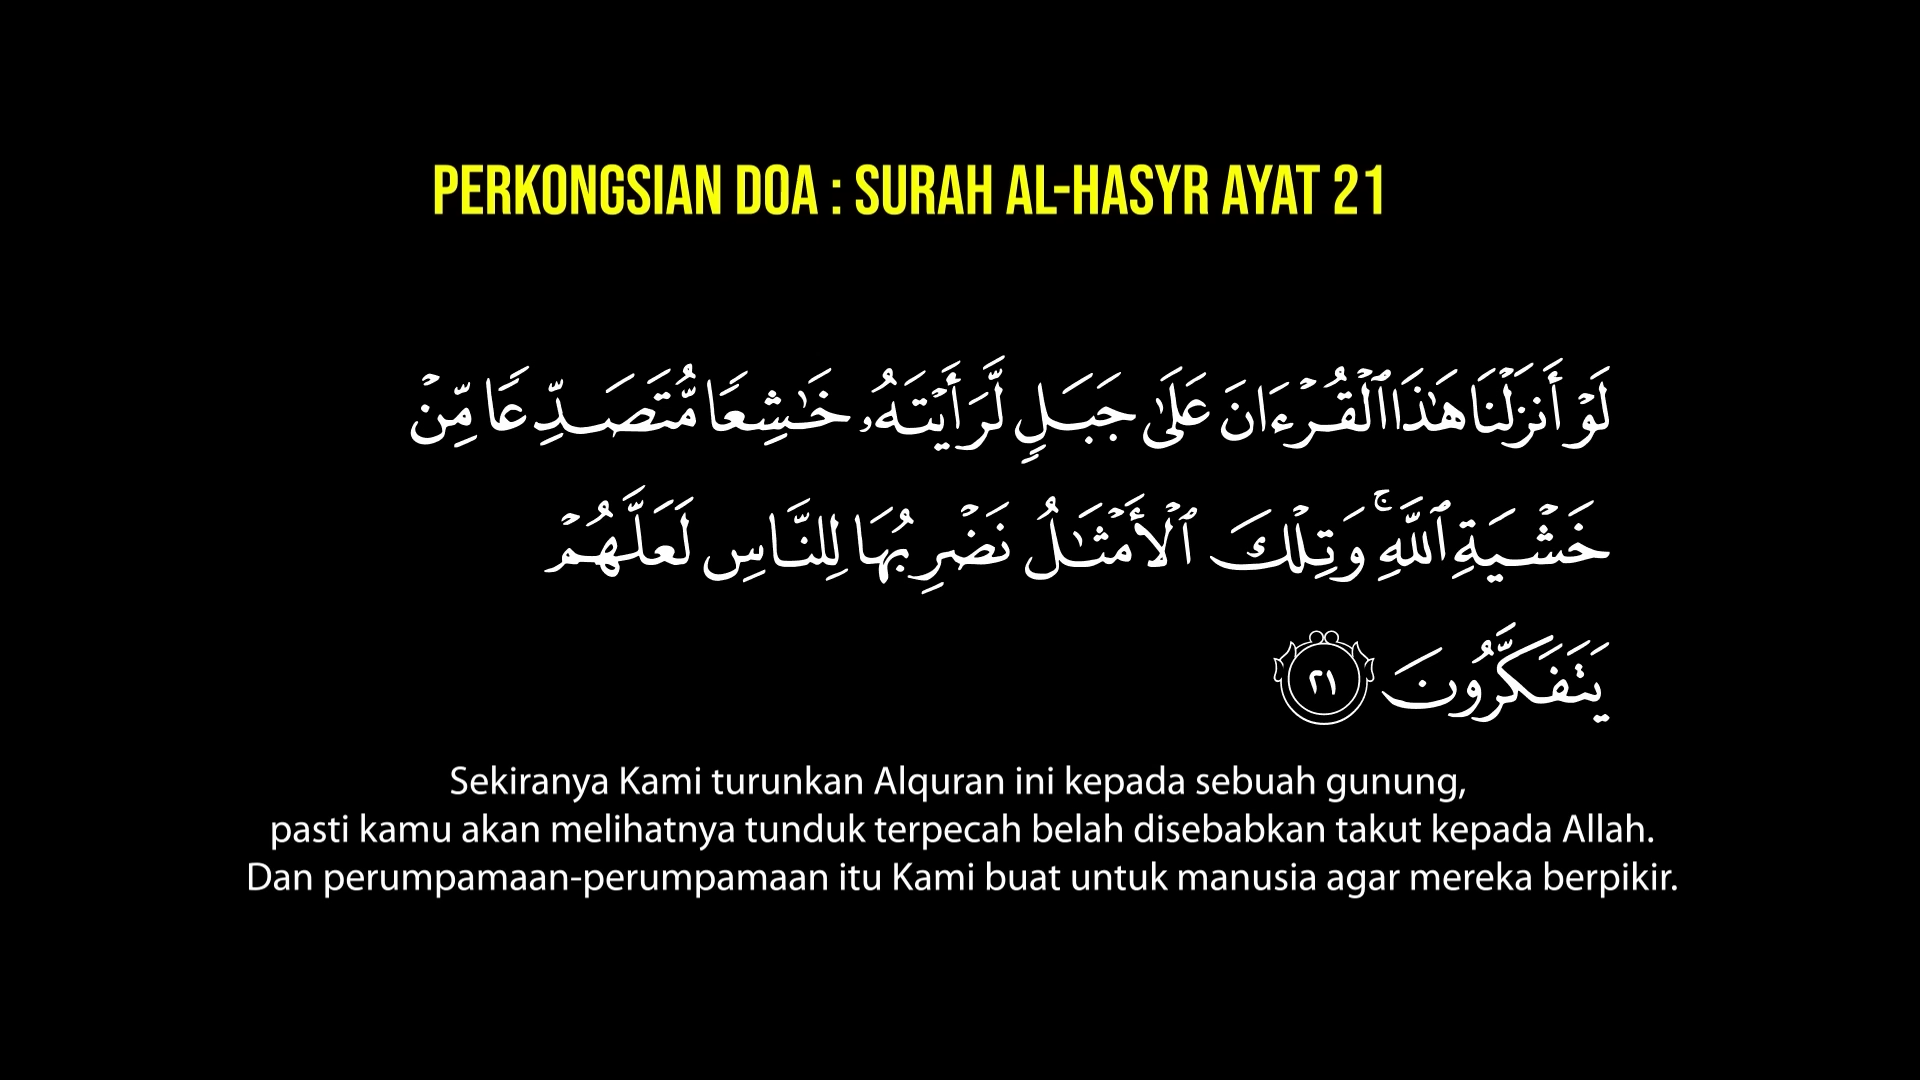 PERKONGSIAN DOA : SURAH AL-HASYR AYAT 21
لَوْ أَنزَلْنَا هَٰذَا ٱلْقُرْءَانَ عَلَىٰ جَبَلٍ لَّرَأَيْتَهُۥ خَٰشِعًا مُّتَصَدِّعًا مِّنْ
خَشْيَةِ ٱللَّهِ ۚ وَتِلْكَ ٱلْأَمْثَٰلُ نَضْرِبُهَا لِلنَّاسِ لَعَلَّهُمْ
يَتَفَكَّرُونَ ٢١
Sekiranya Kami turunkan Alquran ini kepada sebuah gunung,
pasti kamu akan melihatnya tunduk terpecah belah disebabkan takut kepada Allah.
Dan perumpamaan-perumpamaan itu Kami buat untuk manusia agar mereka berpikir.